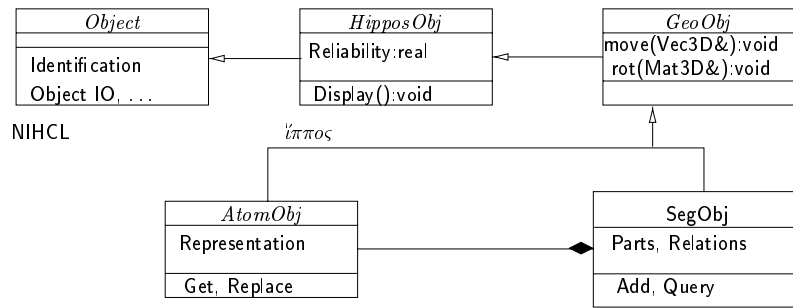 Object
Identification
Object IO, ...
NIHCL
HipposObj
Reliability:real
Display():void
ἵππος
GeoObj
move(Vec3D&):void
rot(Mat3D&):void
AtomObj
Representation
Get, Replace
SegObj
Parts, Relations
Add, Query